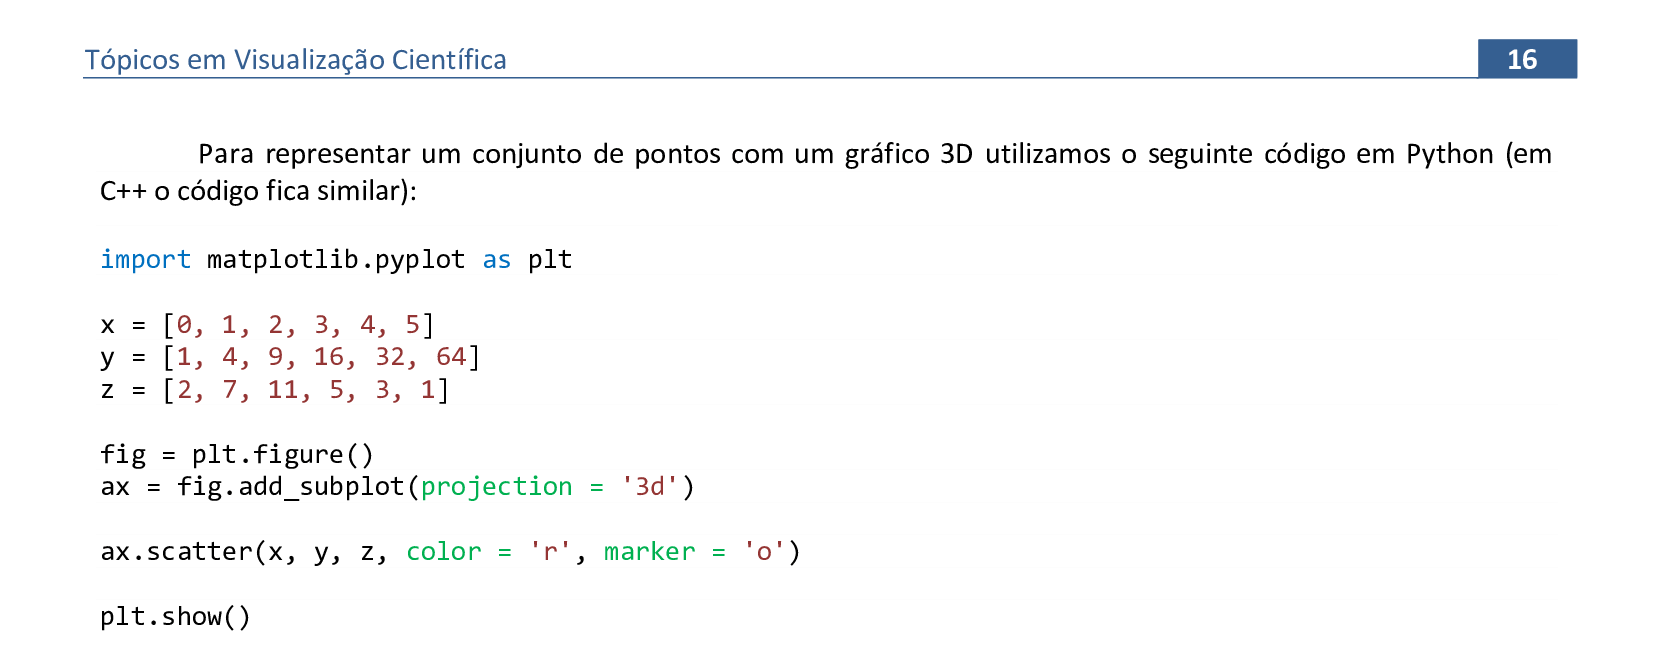 Tópicos em Visualização Científica 16
Para representar um conjunto de pontos com um gráfico 3D utilizamos o seguinte código em Python (em
C++ o código fica similar):
import matplotlib.pyplot as plt
x = [0, 1, 2, 3, 4, 5]
y = [1, 4, 9, 16, 32, 64]
z = [2, 7, 11, 5, 3, 1]
fig = plt.figure()
ax = fig.add_subplot(projection = '3d')
ax.scatter(x, y, z, color = 'r', marker = 'o')
plt.show()